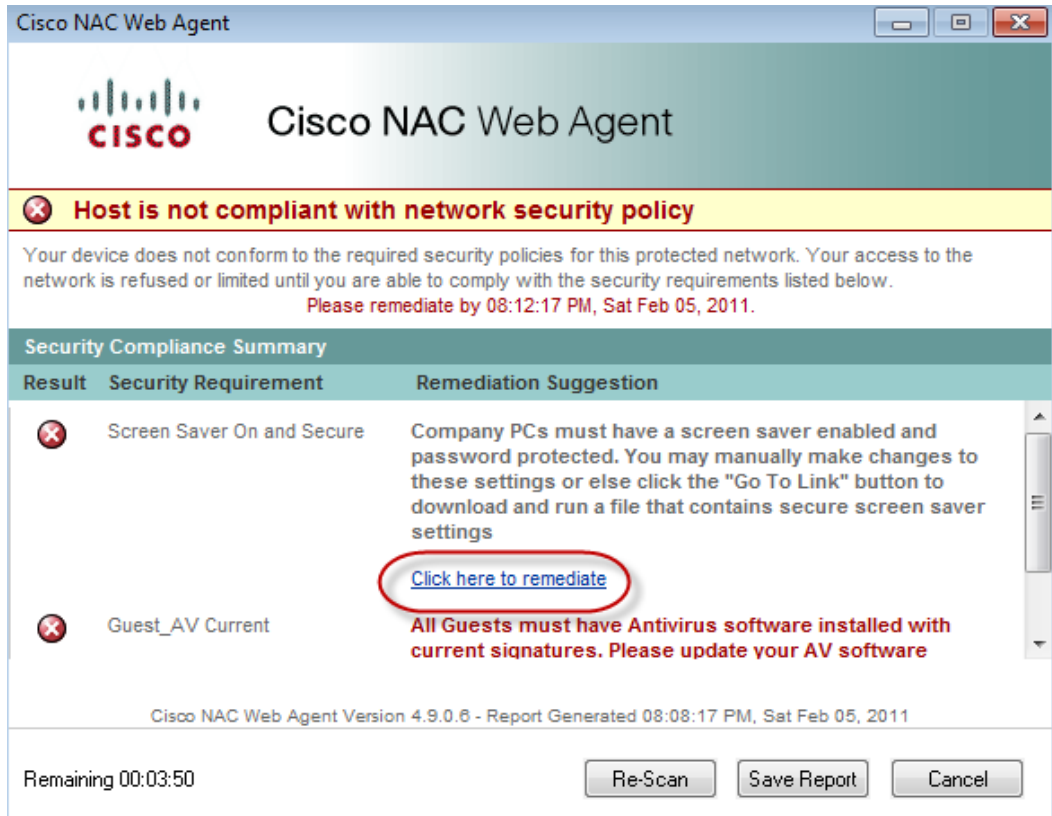 Cisco NAC Web Agent
CISCO
Cisco NAC Web Agent
Host is not compliant with network security policy
Your device does not conform to the required security policies for this protected network. Your access to the
network is refused or limited until you are able to comply with the security requirements listed below.
Please remediate by 08:12:17 PM, Sat Feb 05, 2011.
Security Compliance Summary
Result Security Requirement Remediation Suggestion
Screen Saver On and Secure
Company PCs must have a screen saver enabled and
password protected. You may manually make changes to
these settings or else click the "Go To Link" button to
download and run a file that contains secure screen saver
settings
Click here to remediate
Guest_AV Current
All Guests must have Antivirus software installed with
current signatures. Please update your AV software
Cisco NAC Web Agent Version 4.9.0.6 - Report Generated 08:08:17 PM, Sat Feb 05, 2011
Remaining 00:03:50
Re-Scan
Save Report
Cancel